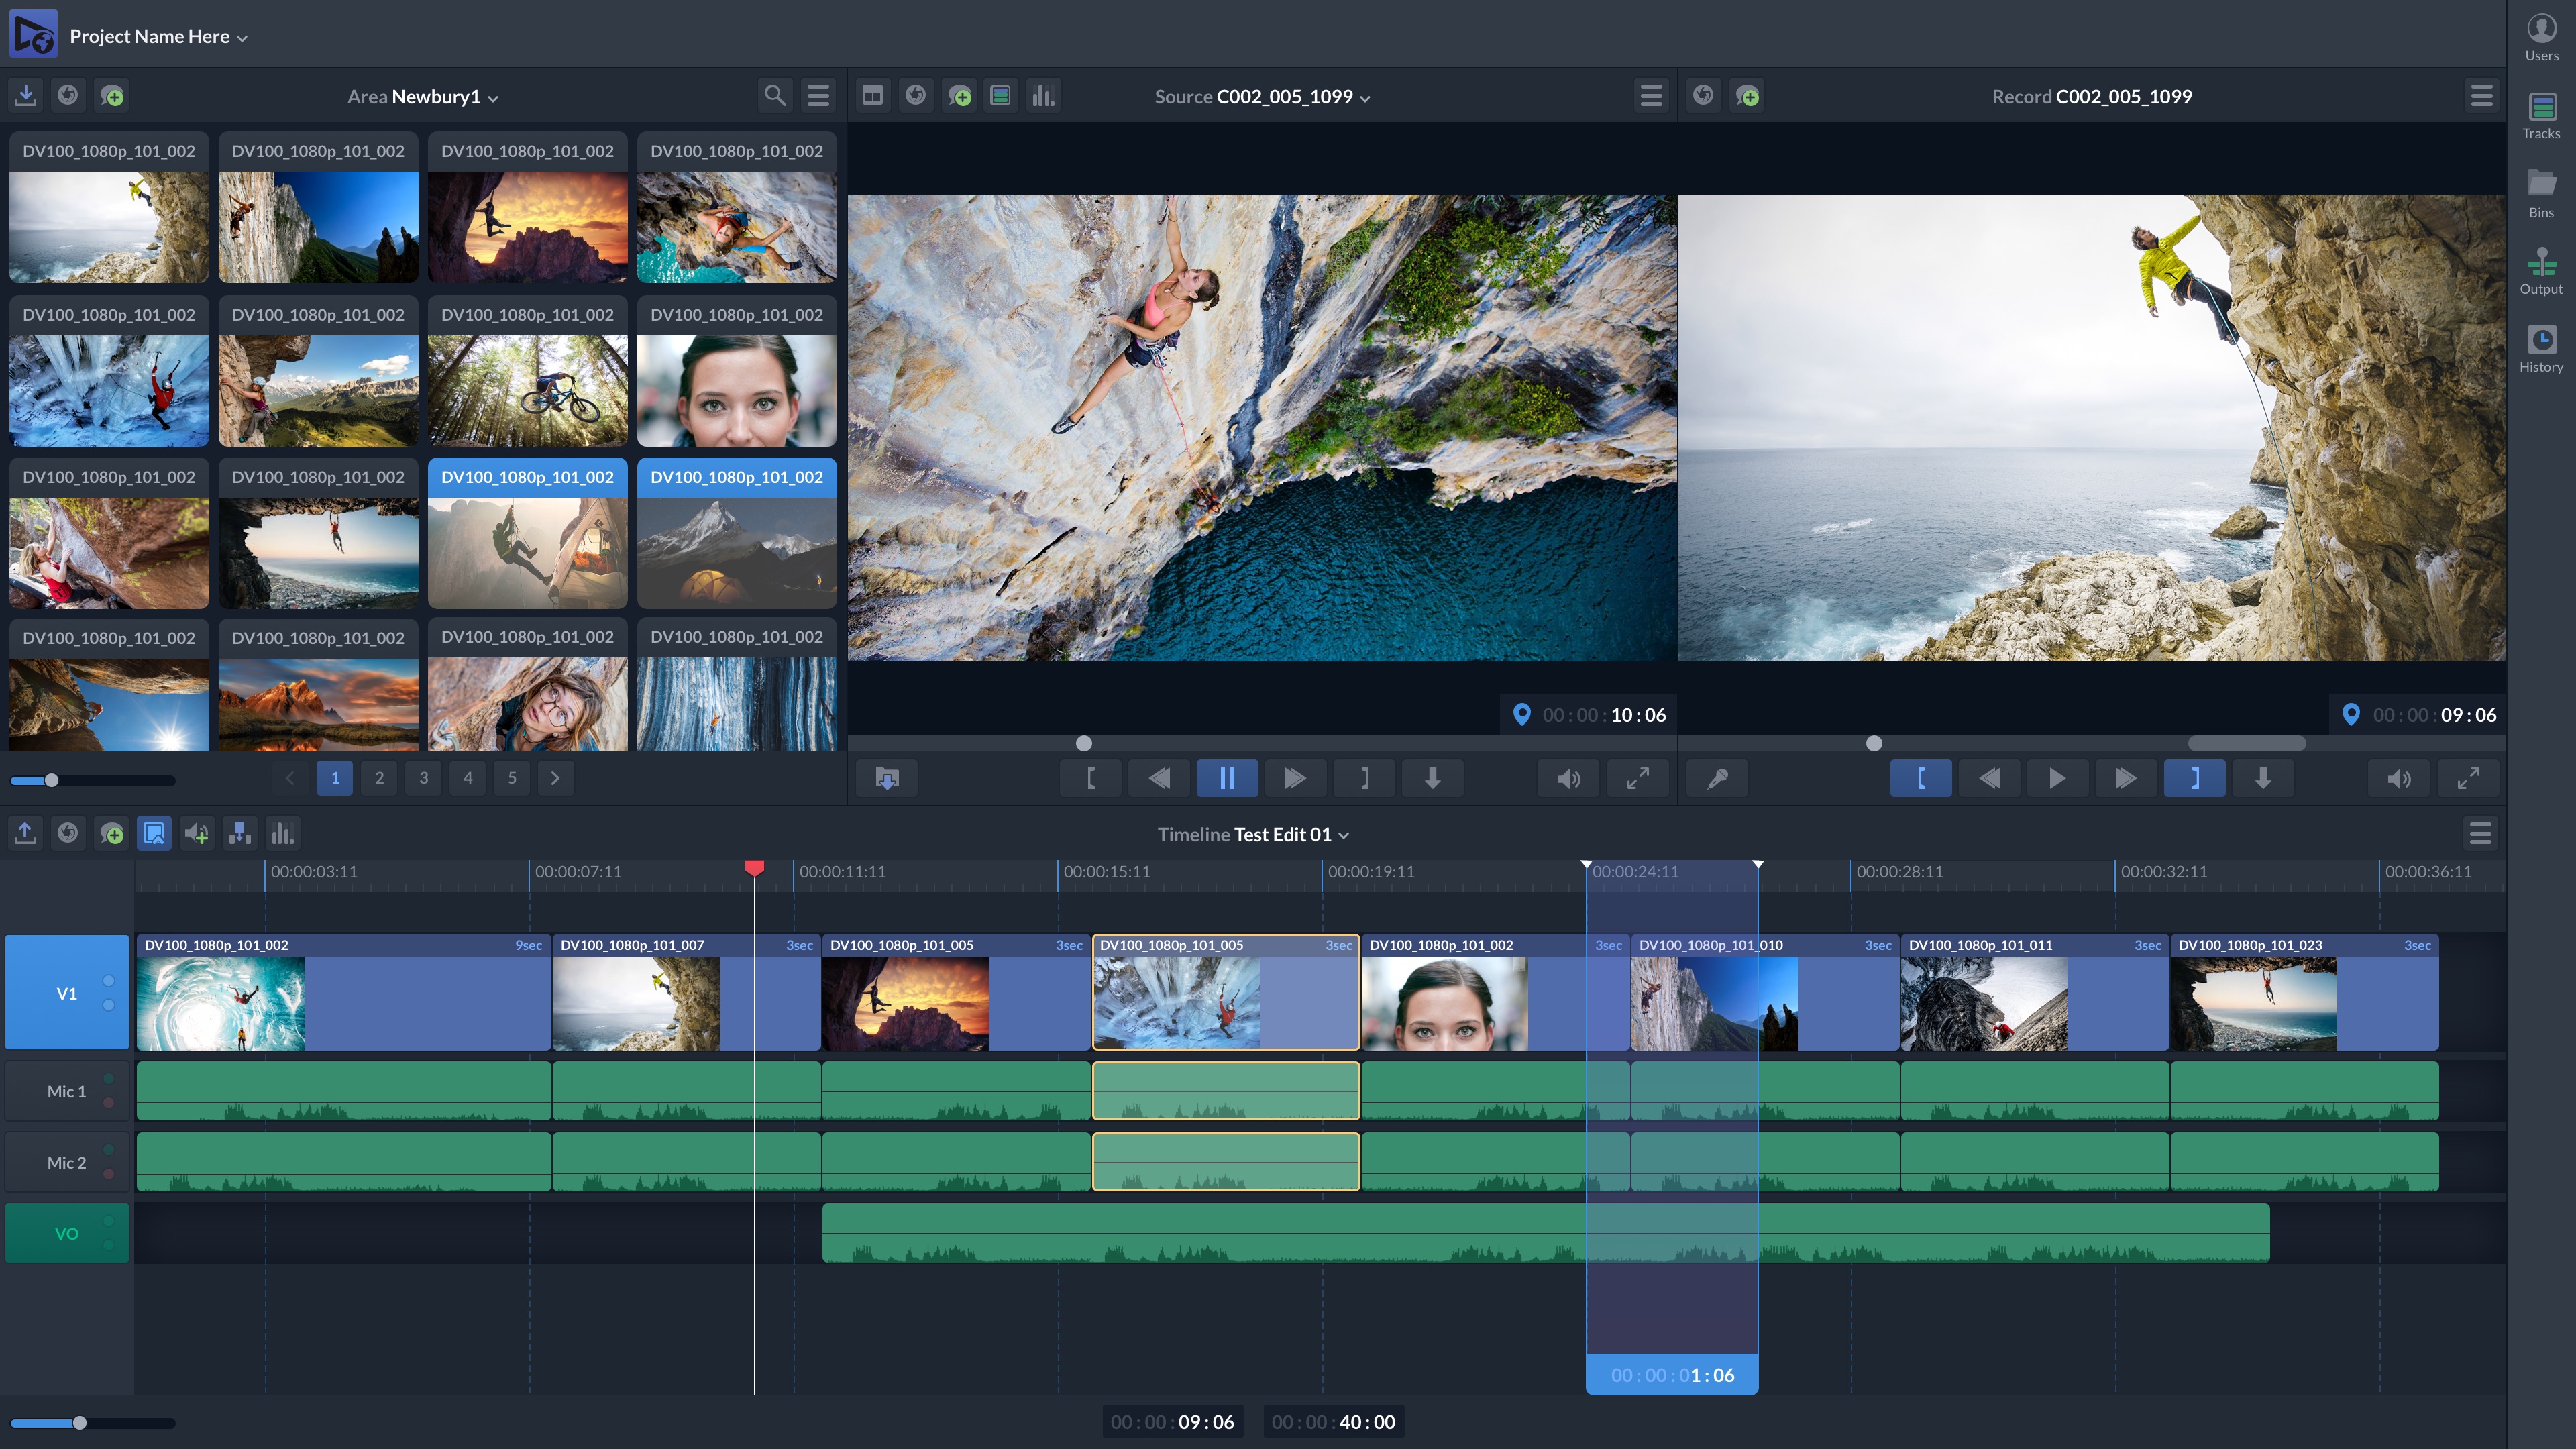 Project Name Here
Users
Tracks
Bins
Output
History
Area Newbury1
Source C002_005_1099
Record C002_005_1099
DV100_1080p_101_002 DV100_1080p_101_002 DV100_1080p_101_002 DV100_1080p_101_002
DV100_1080p_101_002 DV100_1080p_101_002 DV100_1080p_101_002 DV100_1080p_101_002
DV100_1080p_101_002 DV100_1080p_101_002 DV100_1080p_101_002 DV100_1080p_101_002
DV100_1080p_101_002 DV100_1080p_101_002 DV100_1080p_101_002 DV100_1080p_101_002
1 2 3 4 5
00:00:10:06
00:00:09:06
Timeline Test Edit 01
00:00:03:11 00:00:07:11 00:00:11:11 00:00:15:11 00:00:19:11 00:00:24:11 00:00:28:11 00:00:32:11 00:00:36:11
V1
DV100_1080p_101_002 9sec DV100_1080p_101_007 3sec DV100_1080p_101_005 3sec DV100_1080p_101_005 3sec DV100_1080p_101_002 3sec DV100_1080p_101_010 3sec DV100_1080p_101_011 3sec DV100_1080p_101_023 3sec
Mic 1
Mic 2
VO
00:00:01:06
00:00:09:06 00:00:40:00